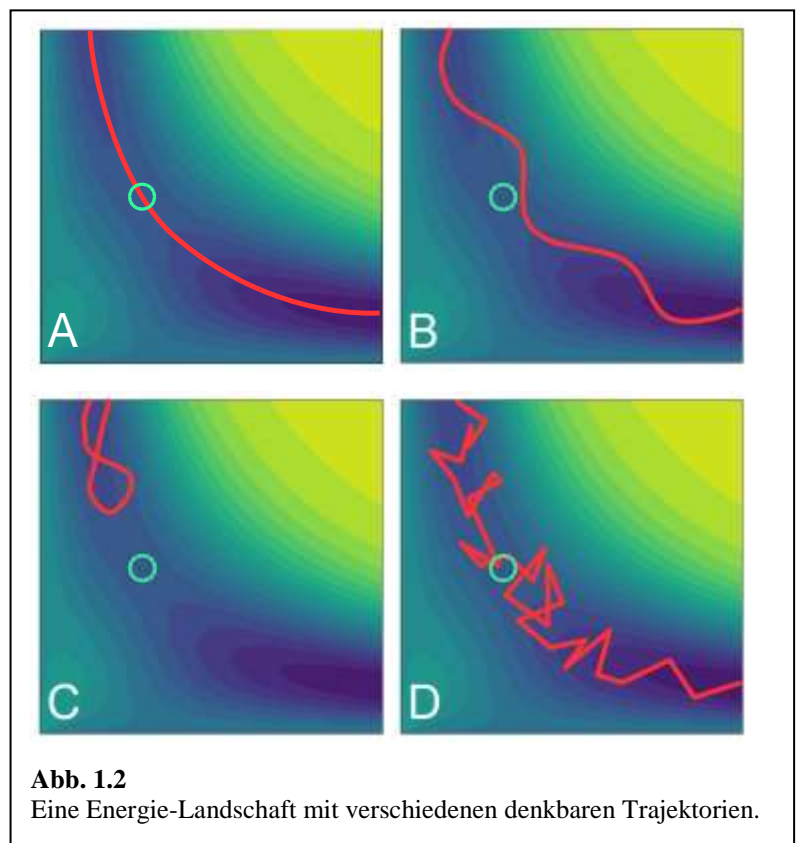 A
B
C
D
Abb. 1.2
Eine Energie-Landschaft mit verschiedenen denkbaren Trajektorien.